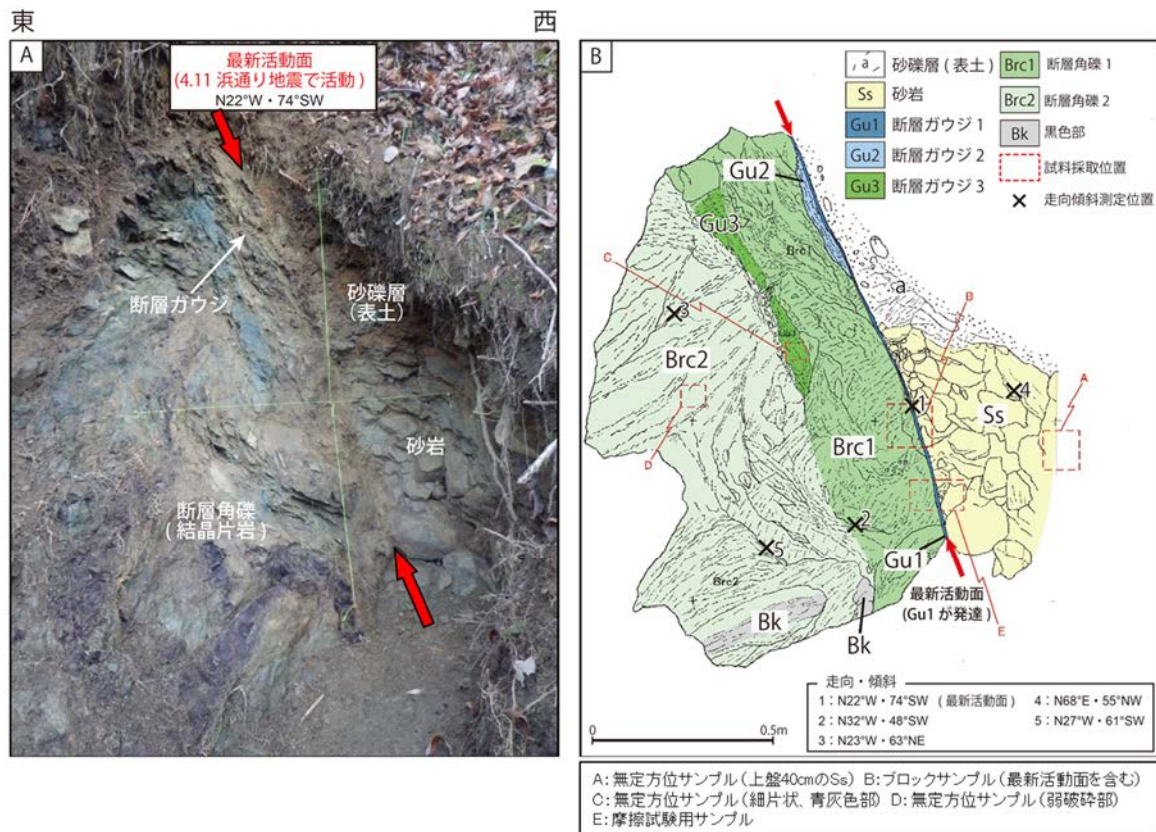 東
西
A
最新活動面
(4.11 浜通り地震で活動)
N22°W・74°SW
断層ガウジ
砂礫層
(表土)
砂岩
断層角礫
(結晶片岩)
B
a 砂礫層(表土)
Ss 砂岩
Gu1 断層ガウジ1
Gu2 断層ガウジ2
Gu3 断層ガウジ3
Brc1 断層角礫1
Brc2 断層角礫2
Bk 黒色部
試料採取位置
走向傾斜測定位置
Gu2
Gu3
Brc1
C
a
B
3
Brc2
1
4
Ss
A
D
Brc1
2
5
Gu1
Brc2
最新活動面
(Gu1が発達)
Bk
Bk
E
走向・傾斜
1:N22°W・74°SW (最新活動面)
2:N32°W・48°SW
3:N23°W・63°NE
4:N68°E・55°NW
5:N27°W・61°SW
0
0.5m
A:無定方位サンプル(上盤40cmのSs) B:ブロックサンプル(最新活動面を含む)
C:無定方位サンプル(細片状、青灰色部) D:無定方位サンプル(弱破砕部)
E:摩擦試験用サンプル